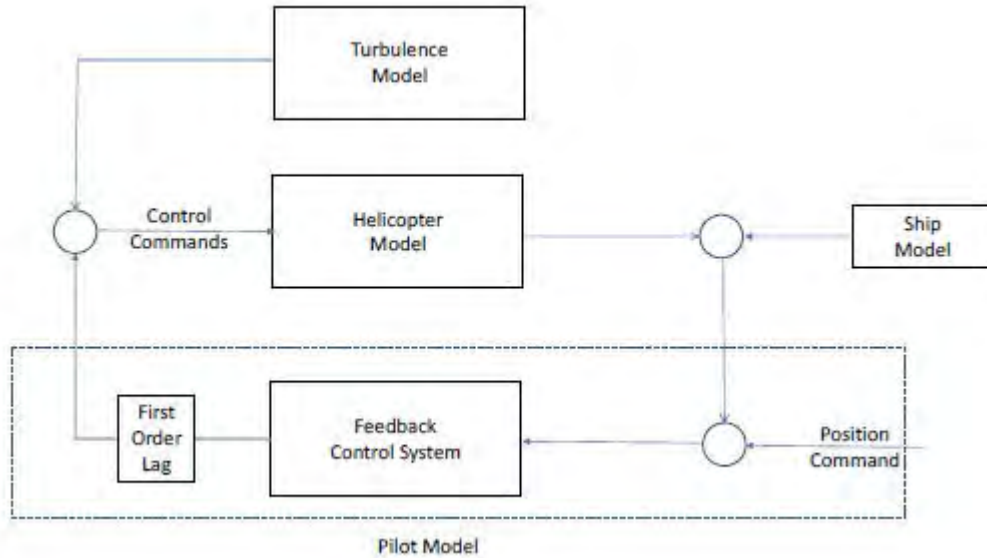 Turbulence
Model
Control
Commands
Helicopter
Model
Ship
Model
First
Order
Lag
Feedback
Control System
Position
Command
Pilot Model